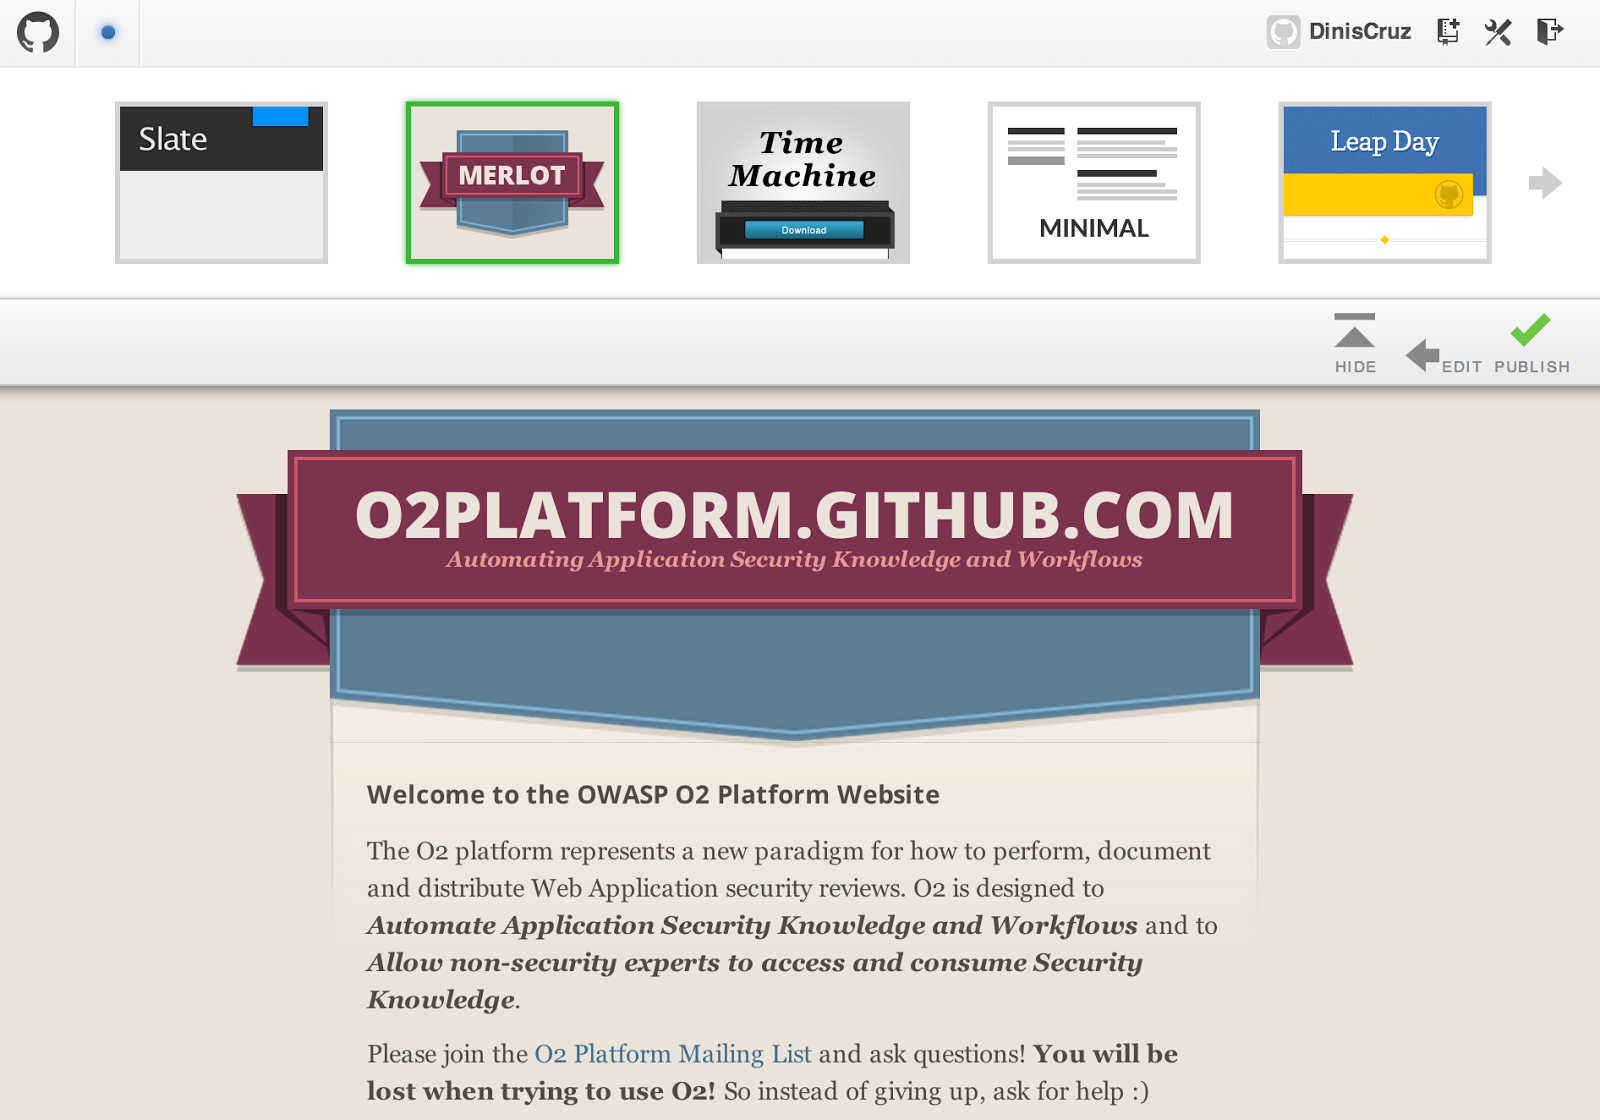 DinisCruz
Slate
MERLOT
Time
Machine
Download
MINIMAL
Leap Day
HIDE
EDIT
PUBLISH
O2PLATFORM.GITHUB.COM
Automating Application Security Knowledge and Workflows
Welcome to the OWASP O2 Platform Website
The O2 platform represents a new paradigm for how to perform, document
and distribute Web Application security reviews. O2 is designed to
Automate Application Security Knowledge and Workflows and to
Allow non-security experts to access and consume Security
Knowledge.
Please join the O2 Platform Mailing List and ask questions! You will be
lost when trying to use O2! So instead of giving up, ask for help :)